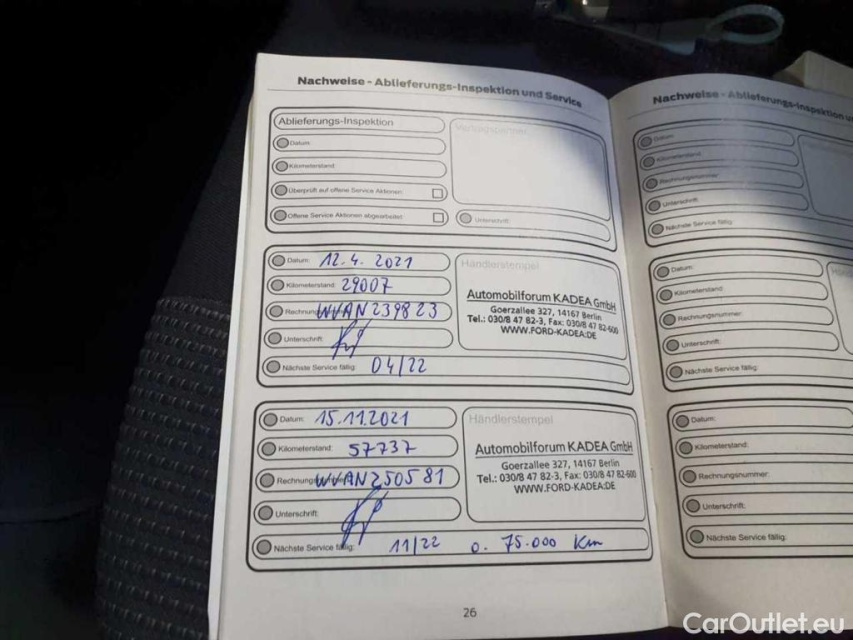 Nachweise - Ablieferungs-Inspektion und Service
Ablieferungs-Inspektion
Datum:
Kilometerstand:
Überprüft auf offene Service Aktionen
Offene Service Aktionen abgearbeitet
Unterschrift:
Datum: 12.4. 2021
Kilometerstand: 29007
WVAN239823
Unterschrift:
Nächste Service fällig: 04/22
Händlerstempel
Automobilforum KADEA GmbH
Goerzallee 327, 14167 Berlin
Tel.: 030/8 47 82-3, Fax: 030/8 47 82-600
WWW.FORD-KADEA.DE
Datum: 15.11.2021
Kilometerstand: 57737
WVAN250581
Unterschrift:
Nächste Service fällig: 11/22 o. 75.000 Km
Händlerstempel
Automobilforum KADEA GmbH
Goerzallee 327, 14167 Berlin
Tel.: 030/8 47 82-3, Fax: 030/8 47 82-600
WWW.FORD-KADEA:DE
26
Nachweise - Ablieferungs-Inspektion
Datum:
Kilometerstand:
Rechnungsnummer:
Unterschrift:
Nächste Service fällig:
Datum:
Kilometerstand:
Rechnungsnummer:
Unterschrift:
Nächste Service fällig:
Datum:
Kilometerstand:
Rechnungsnummer:
Unterschrift:
Nächste Service fällig:
CarOutlet.eu